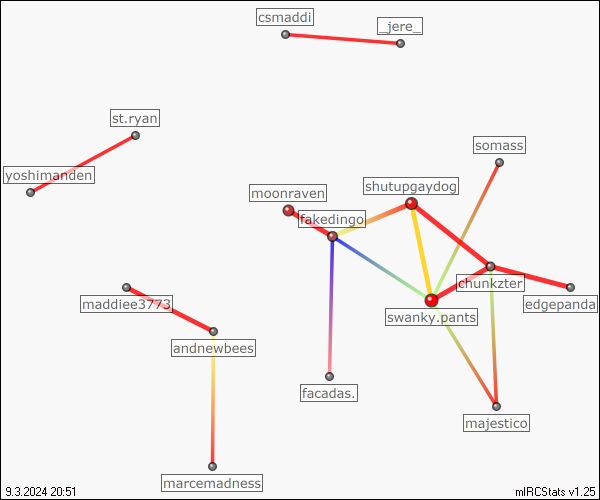 csmaddi
_jere_
st.ryan
somass
yoshimanden
shutupgaydog
moonraven
fakedingo
chunkzter
maddiee3773
edgepanda
swanky.pants
andnewbees
facadas.
majestico
marcemadness
9.3.2024 20:51
mIRCStats v1.25